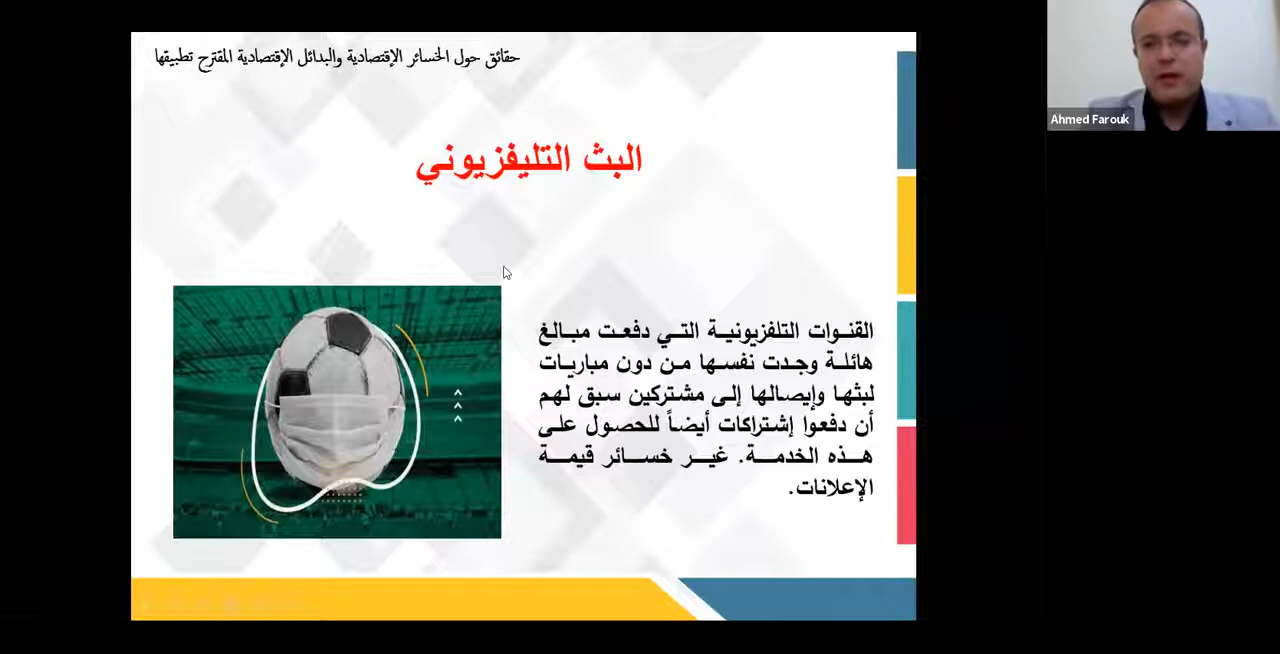 حقائق حول الخسائر الإقتصادية والبدائل الإقتصادية المقترح تطبيقها
Ahmed Farouk
البث التليفزيوني
القنوات التلفزيونية التي دفعت مبالغ
هائلة وجدت نفسها من دون مباريات
لبثها وإيصالها إلى مشتركين سبق لهم
أن دفعوا إشتراكات أيضاً للحصول على
هذه الخدمة. غير خسائر قيمة
الإعلانات.